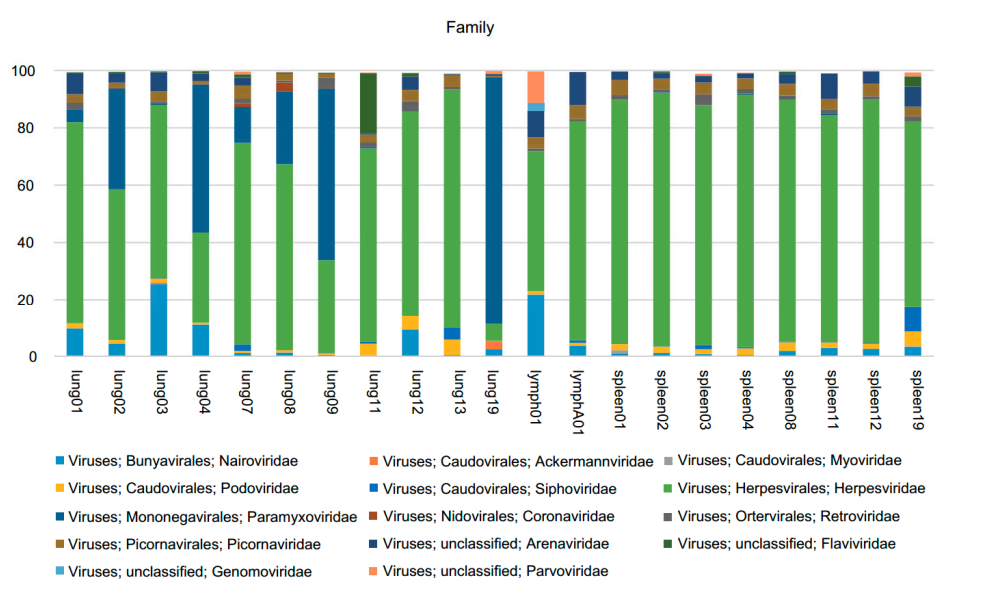 Family
100
80
60
40
20
0
lung01 lung02 lung03 lung04 lung07 lung08 lung09 lung11 lung12 lung13 lung19 lymph01 lymphA01 spleen01 spleen02 spleen03 spleen04 spleen08 spleen11 spleen12 spleen19
Viruses; Bunyavirales; Nairoviridae Viruses; Caudovirales; Ackermannviridae Viruses; Caudovirales; Myoviridae
Viruses; Caudovirales; Podoviridae Viruses; Caudovirales; Siphoviridae Viruses; Herpesvirales; Herpesviridae
Viruses; Mononegavirales; Paramyxoviridae Viruses; Nidovirales; Coronaviridae Viruses; Ortervirales; Retroviridae
Viruses; Picornavirales; Picornaviridae Viruses; unclassified; Arenaviridae Viruses; unclassified; Flaviviridae
Viruses; unclassified; Genomoviridae Viruses; unclassified; Parvoviridae